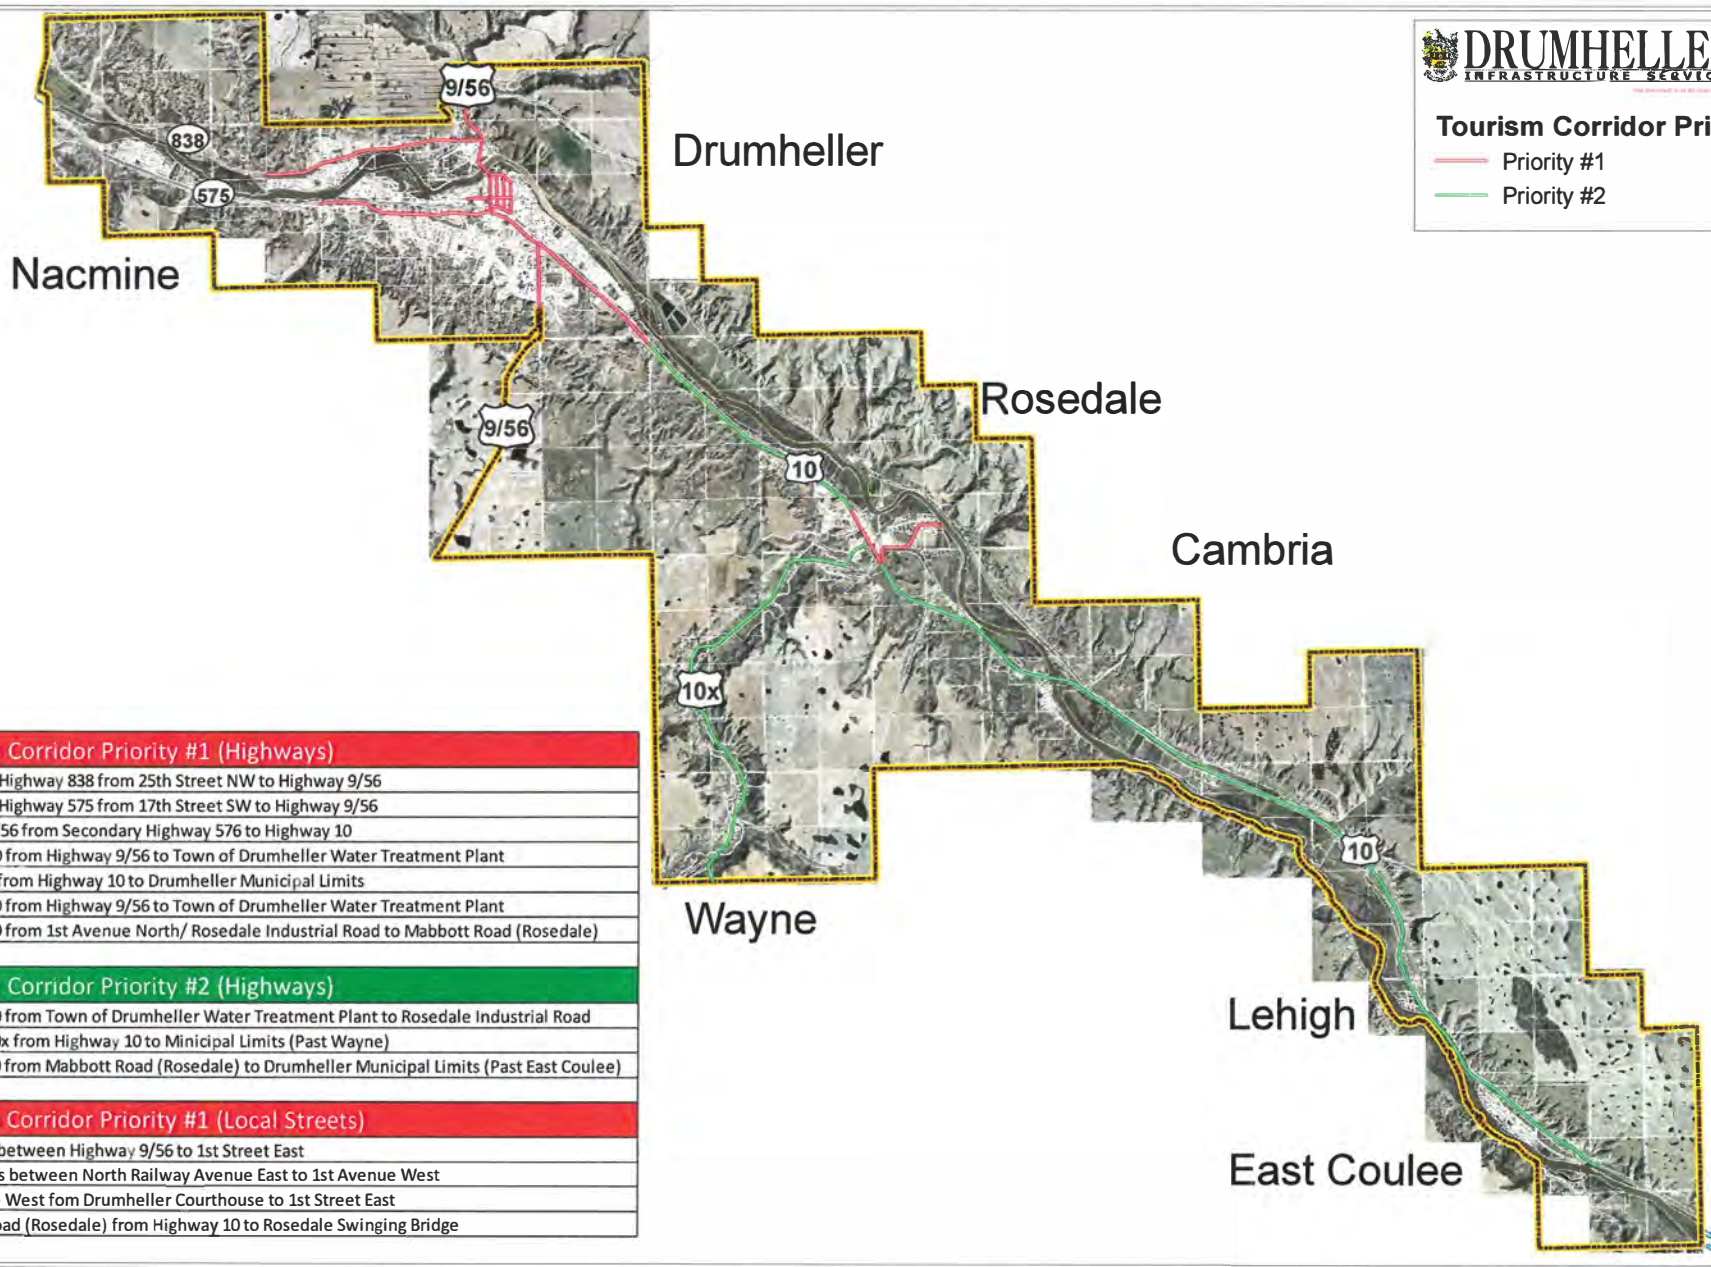 DRUMHELLE
INFRASTRUCTURE SERVIC
Tourism Corridor Pri
Priority #1
Priority #2
9/56
838
575
Drumheller
Nacmine
9/56
Rosedale
10
Cambria
10x
Wayne
10
Lehigh
East Coulee
Corridor Priority #1 (Highways)
Highway 838 from 25th Street NW to Highway 9/56
Highway 575 from 17th Street SW to Highway 9/56
56 from Secondary Highway 576 to Highway 10
0 from Highway 9/56 to Town of Drumheller Water Treatment Plant
from Highway 10 to Drumheller Municipal Limits
0 from Highway 9/56 to Town of Drumheller Water Treatment Plant
0 from 1st Avenue North/ Rosedale Industrial Road to Mabbott Road (Rosedale)
Corridor Priority #2 (Highways)
0 from Town of Drumheller Water Treatment Plant to Rosedale Industrial Road
0x from Highway 10 to Minicipal Limits (Past Wayne)
0 from Mabbott Road (Rosedale) to Drumheller Municipal Limits (Past East Coulee)
Corridor Priority #1 (Local Streets)
between Highway 9/56 to 1st Street East
s between North Railway Avenue East to 1st Avenue West
West fom Drumheller Courthouse to 1st Street East
oad (Rosedale) from Highway 10 to Rosedale Swinging Bridge